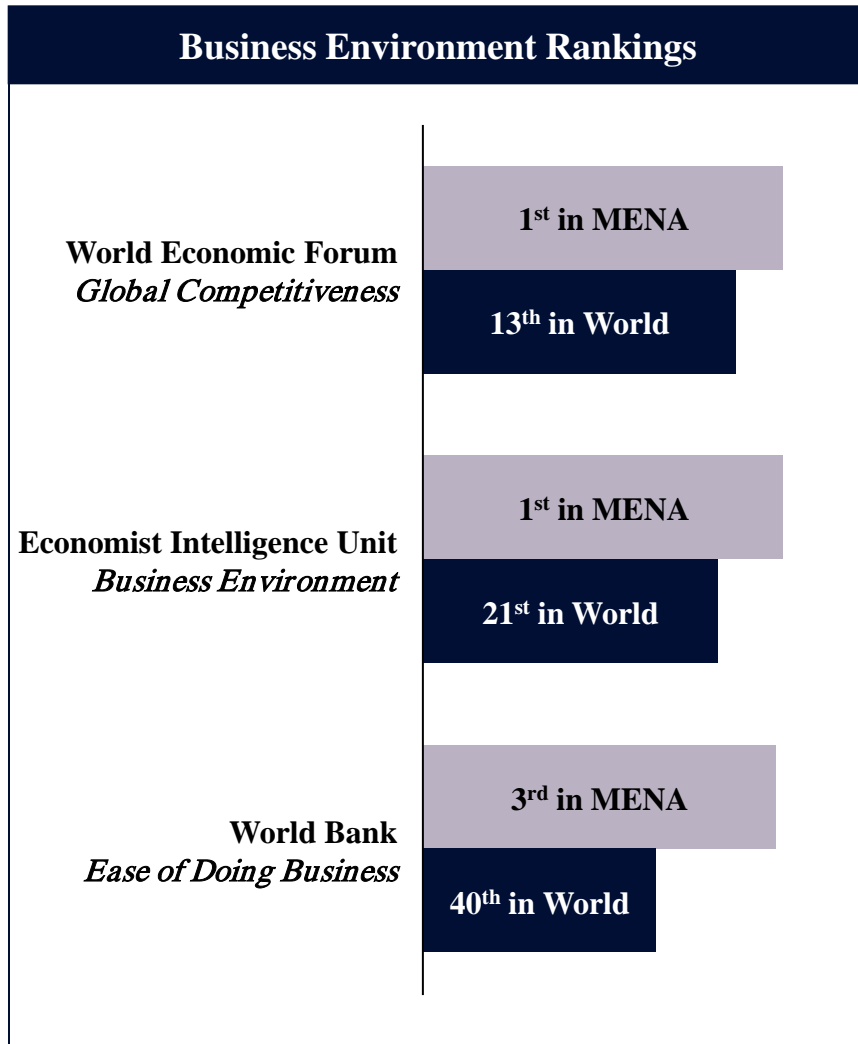 Business Environment Rankings
1st in MENA
World Economic Forum
Global Competitiveness
13th in World
1st in MENA
Economist Intelligence Unit
Business Environment
21st in World
3rd in MENA
World Bank
Ease of Doing Business
40th in World